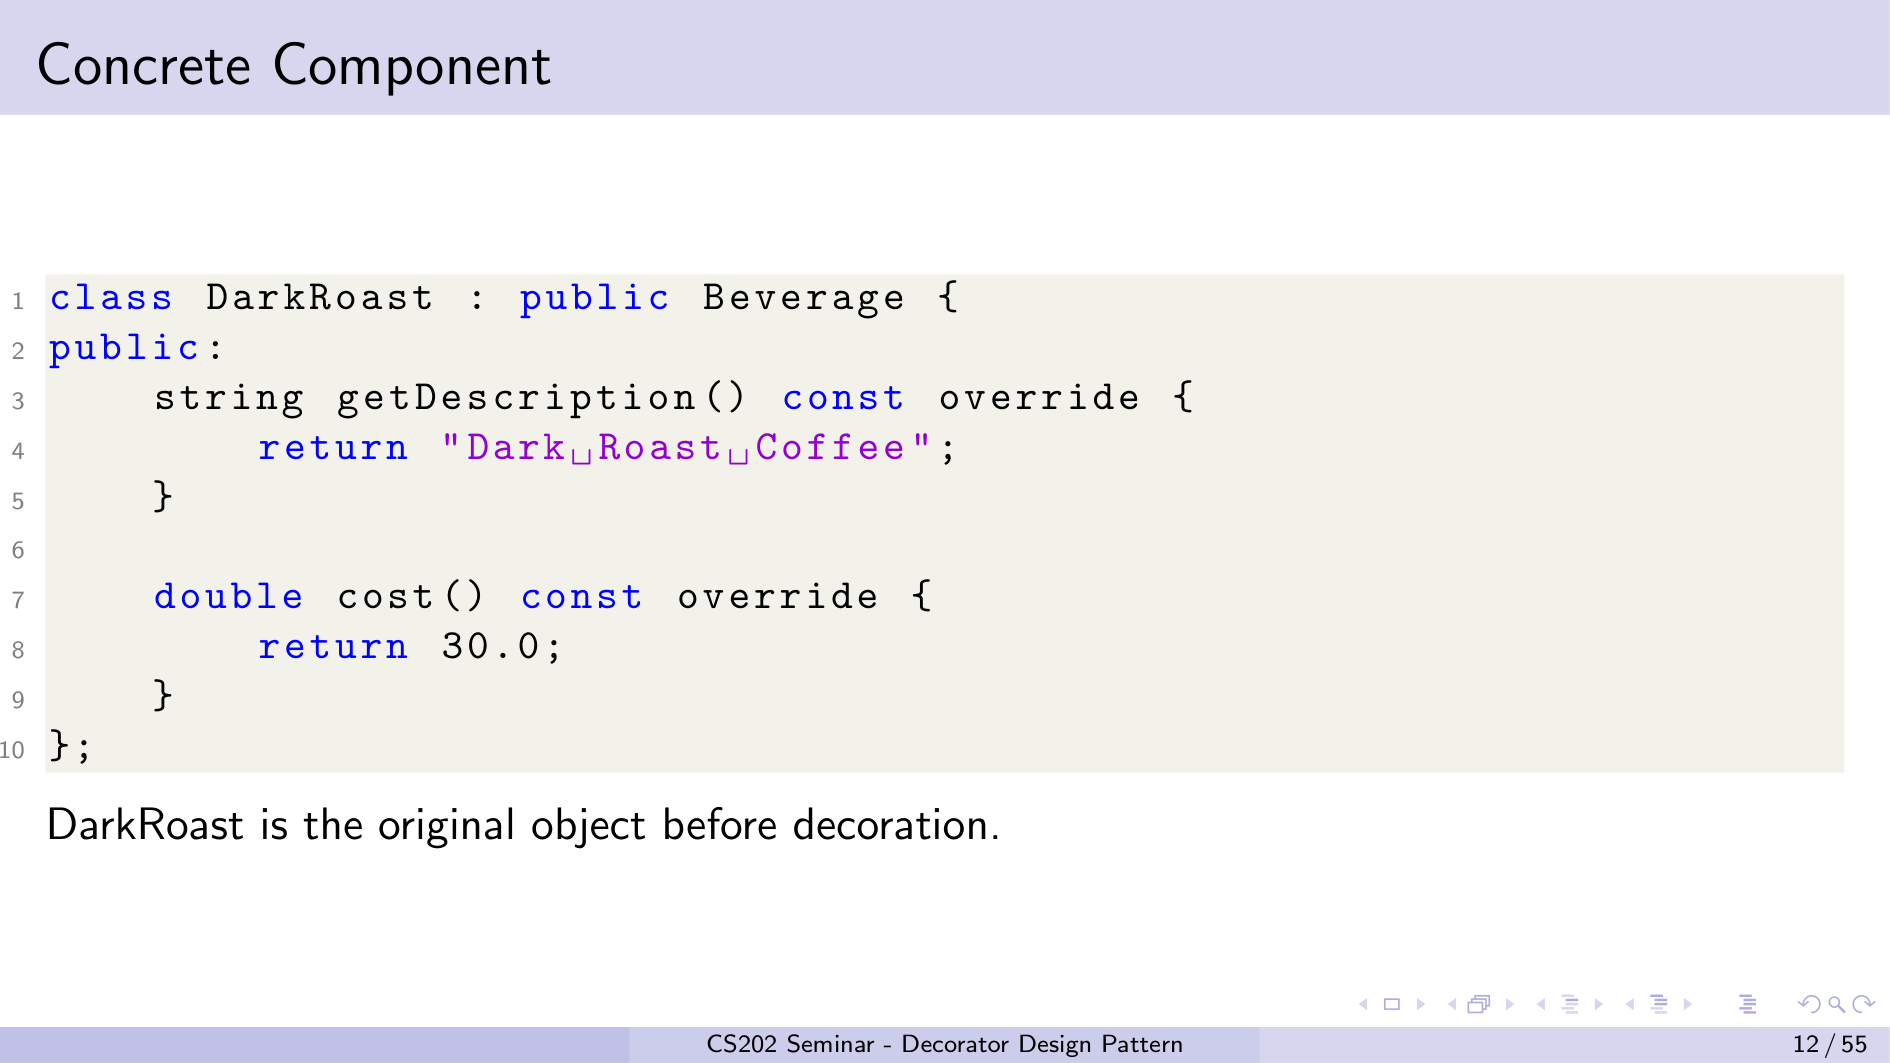 Concrete Component
1 class DarkRoast : public Beverage {
2 public:
3     string getDescription() const override {
4         return "Dark␣Roast␣Coffee";
5     }
6
7     double cost() const override {
8         return 30.0;
9     }
10 };
DarkRoast is the original object before decoration.
CS202 Seminar - Decorator Design Pattern
12 / 55